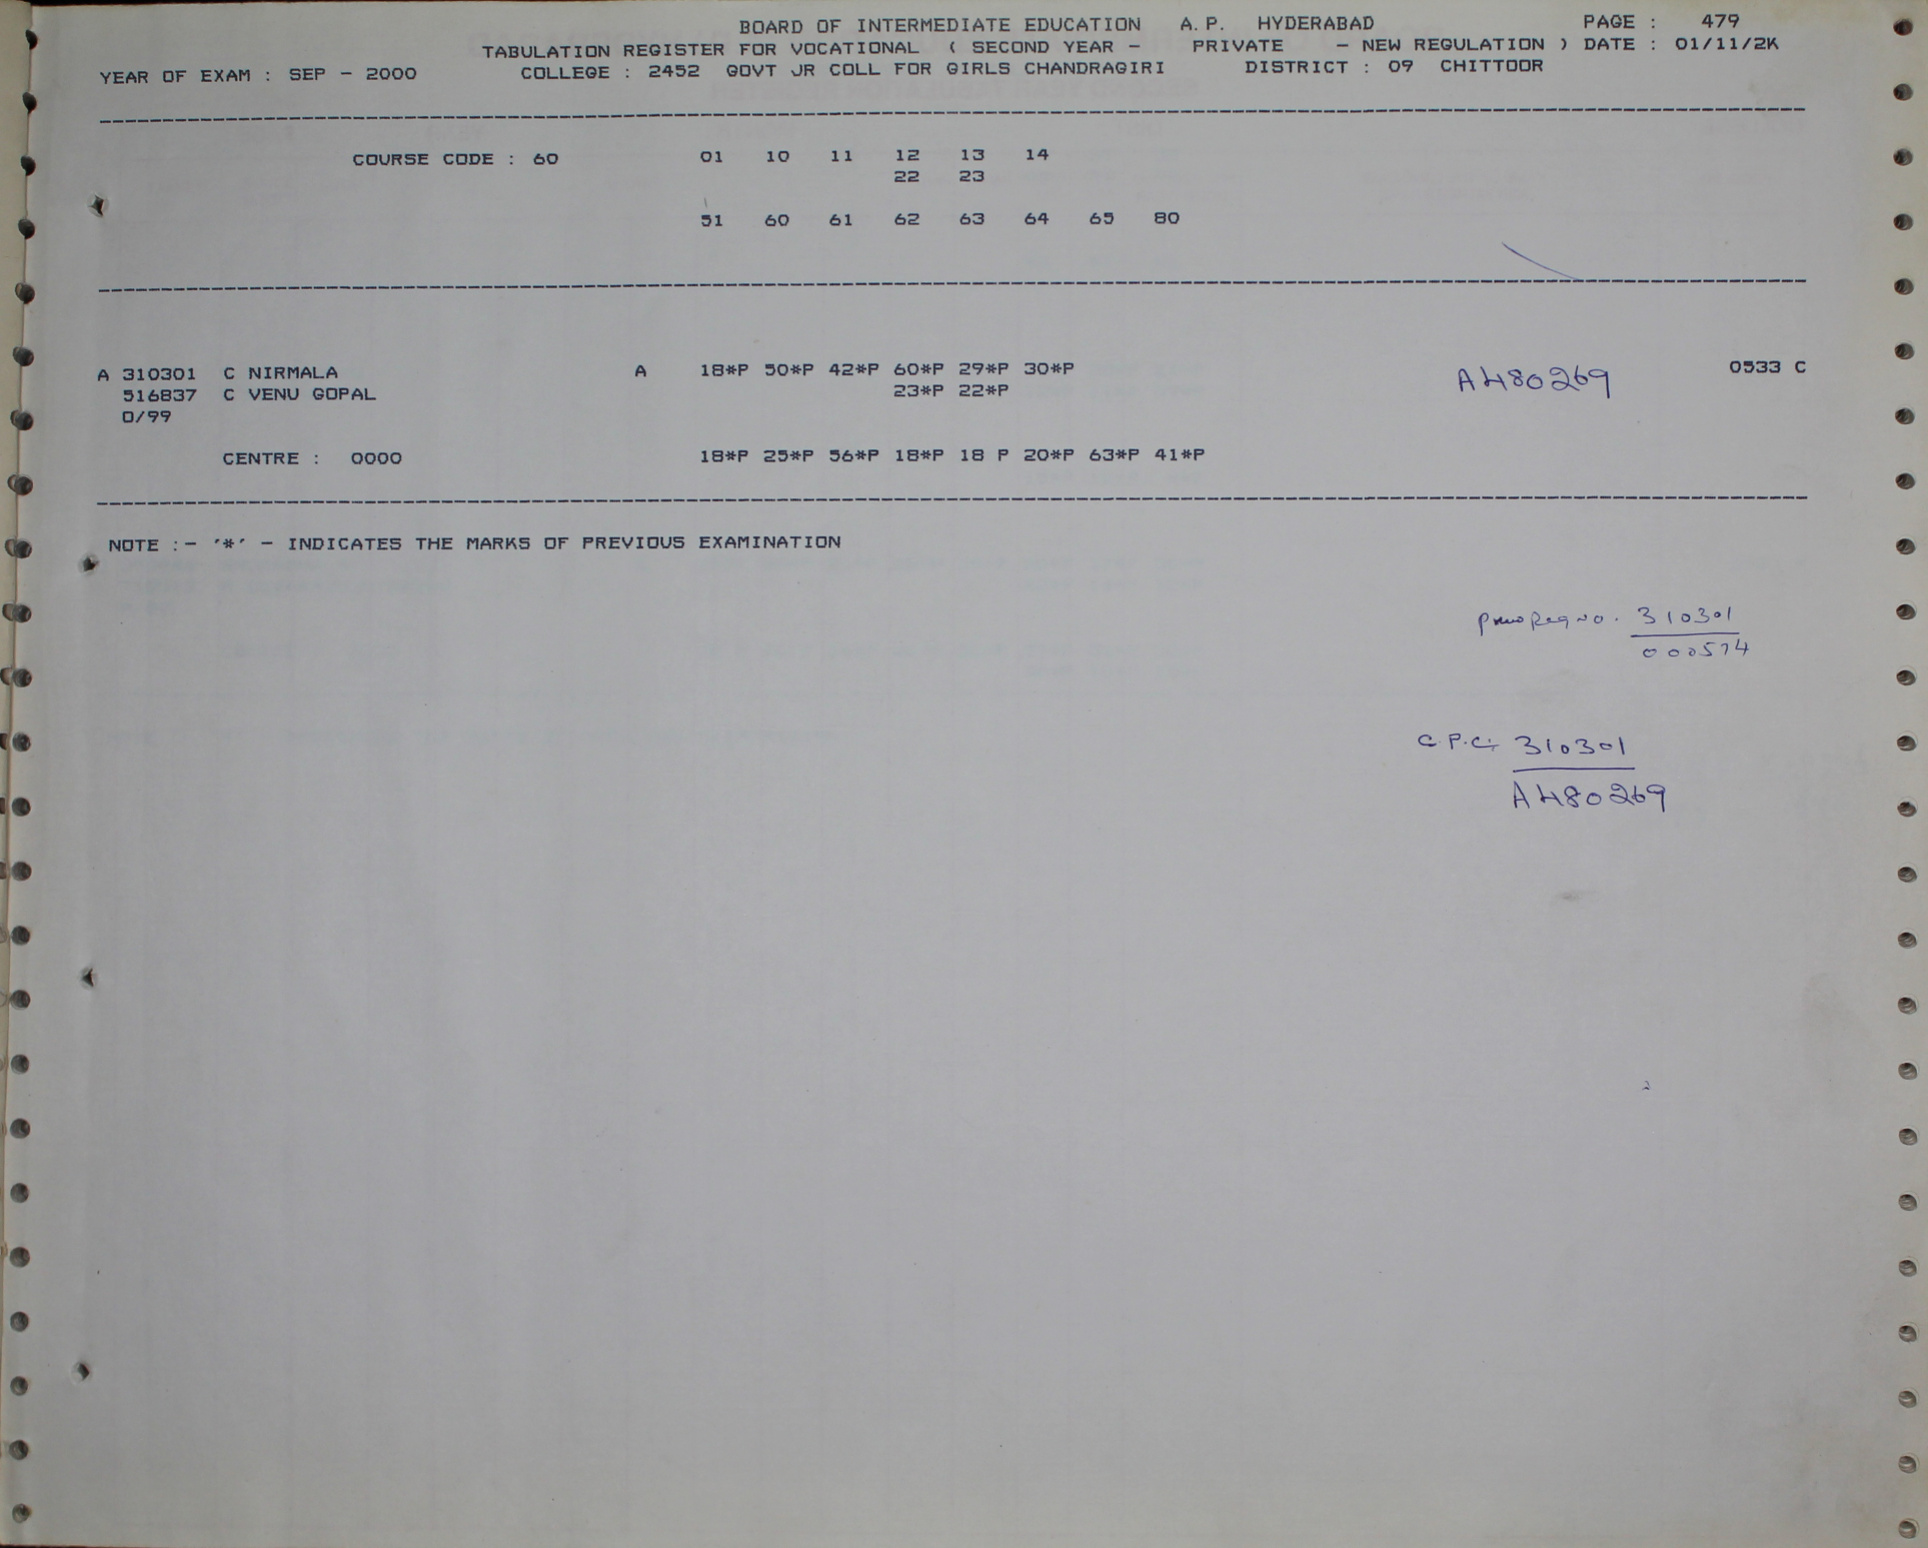 BOARD OF INTERMEDIATE EDUCATION A.P. HYDERABAD PAGE : 479
TABULATION REGISTER FOR VOCATIONAL ( SECOND YEAR - PRIVATE - NEW REGULATION ) DATE : 01/11/2K
YEAR OF EXAM : SEP - 2000 COLLEGE : 2452 GOVT JR COLL FOR GIRLS CHANDRAGIRI DISTRICT : 09 CHITTOOR
COURSE CODE : 60 01 10 11 12 13 14
22 23
51 60 61 62 63 64 65 80
A 310301 C NIRMALA A 18*P 50*P 42*P 60*P 29*P 30*P A480269 0533 C
516837 C VENU GOPAL 23*P 22*P
0/99
CENTRE : 0000 18*P 25*P 56*P 18*P 18 P 20*P 63*P 41*P
NOTE :- '*' - INDICATES THE MARKS OF PREVIOUS EXAMINATION
Reg no. 310301
000574
C.P.C. 310301
A480269